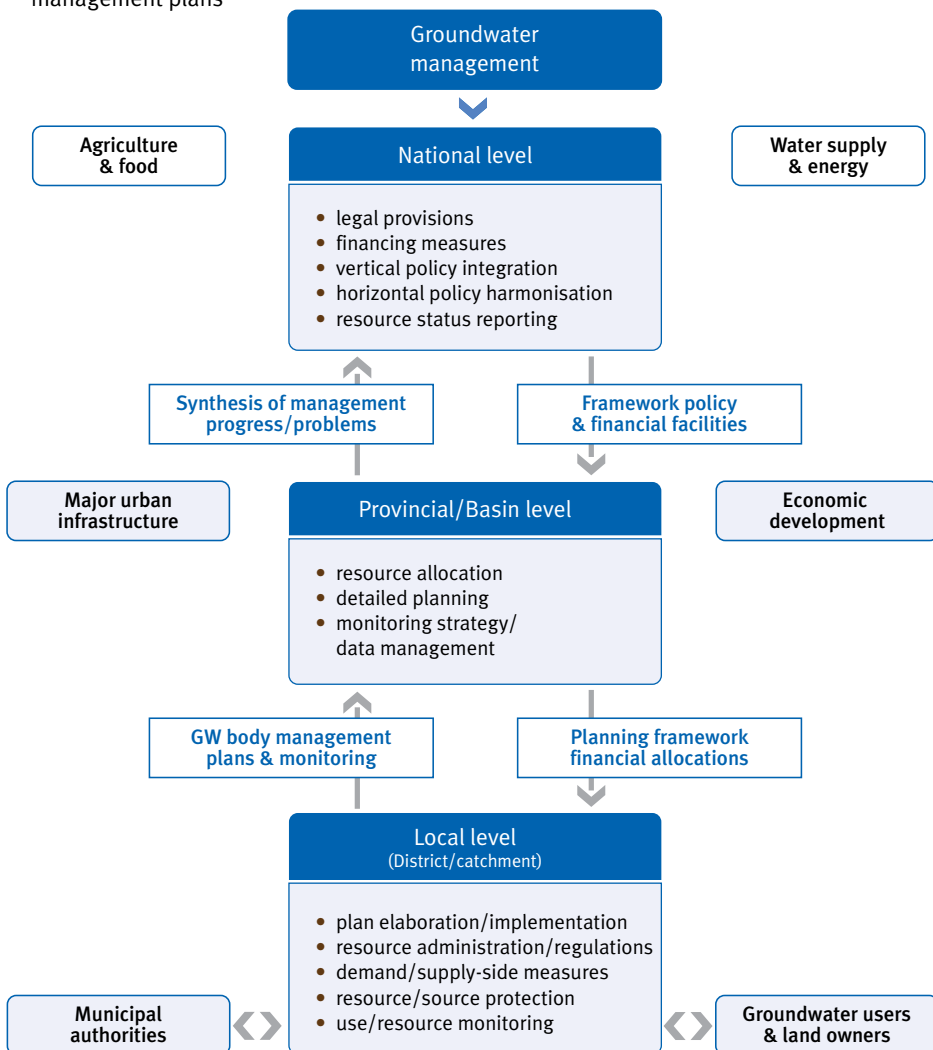 management plans
Groundwater
management
Agriculture
& food
National level
Water supply
& energy
• legal provisions
• financing measures
• vertical policy integration
• horizontal policy harmonisation
• resource status reporting
Synthesis of management
progress/problems
Framework policy
& financial facilities
Major urban
infrastructure
Provincial/Basin level
Economic
development
• resource allocation
• detailed planning
• monitoring strategy/
data management
GW body management
plans & monitoring
Planning framework
financial allocations
Local level
(District/catchment)
• plan elaboration/implementation
• resource administration/regulations
• demand/supply-side measures
• resource/source protection
• use/resource monitoring
Municipal
authorities
Groundwater users
& land owners